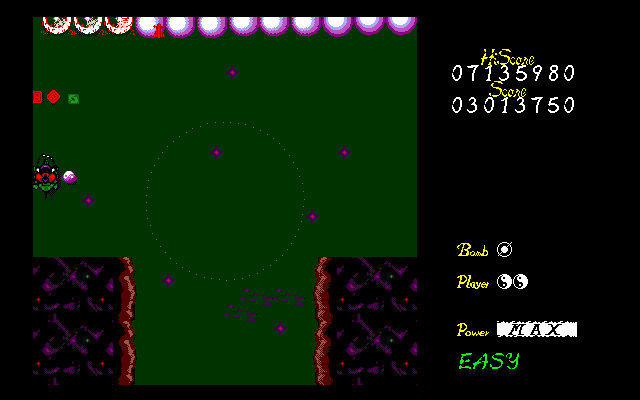 HiScore
07135980
Score
03013750
Bomb
Player
Power MAX
EASY